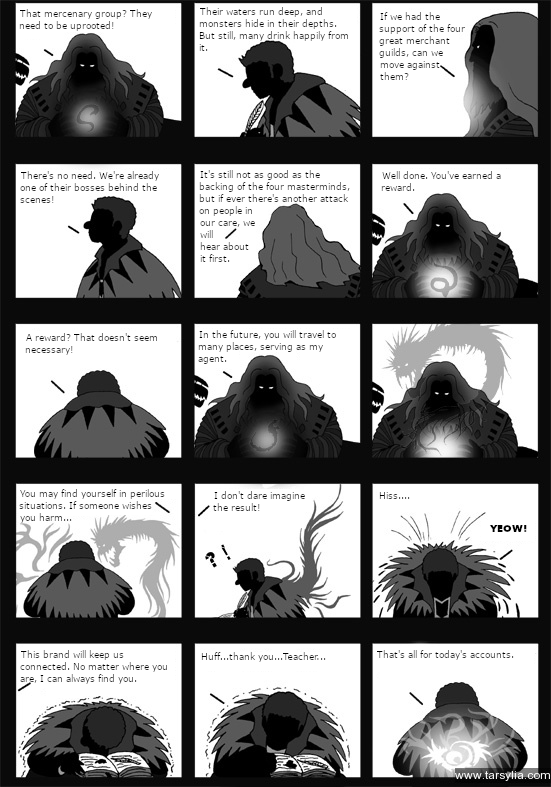 That mercenary group? They
need to be uprooted!
Their waters run deep, and
monsters hide in their depths.
But still, many drink happily from
it.
If we had the
support of the four
great merchant
guilds, can we
move against
them?
There's no need. We're already
one of their bosses behind the
scenes!
It's still not as good as the
backing of the four masterminds,
but if ever there's another attack
on people in
our care, we
will
hear about
it first.
Well done. You've earned a
reward.
A reward? That doesn't seem
necessary!
In the future, you will travel to
many places, serving as my
agent.
You may find yourself in perilous
situations. If someone wishes
you harm...
I don't dare imagine
the result!
? !
Hiss....
YEOW!
This brand will keep us
connected. No matter where you
are, I can always find you.
Huff...thank you...Teacher...
That's all for today's accounts.
www.tarsylia.com